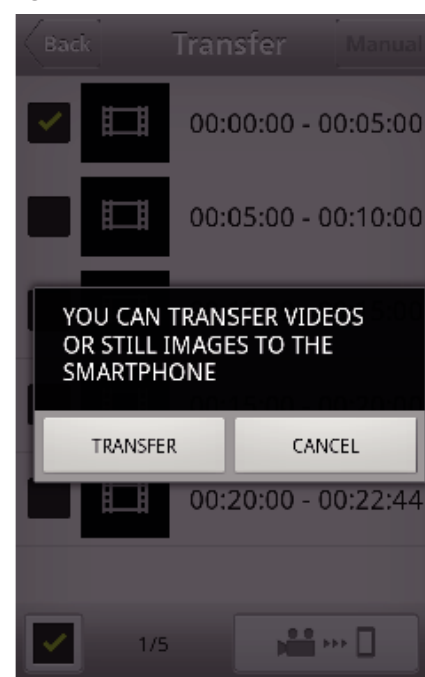 Back Transfer Manual
00:00:00 - 00:05:00
00:05:00 - 00:10:00
YOU CAN TRANSFER VIDEOS
OR STILL IMAGES TO THE
SMARTPHONE
TRANSFER CANCEL
00:20:00 - 00:22:44
1/5